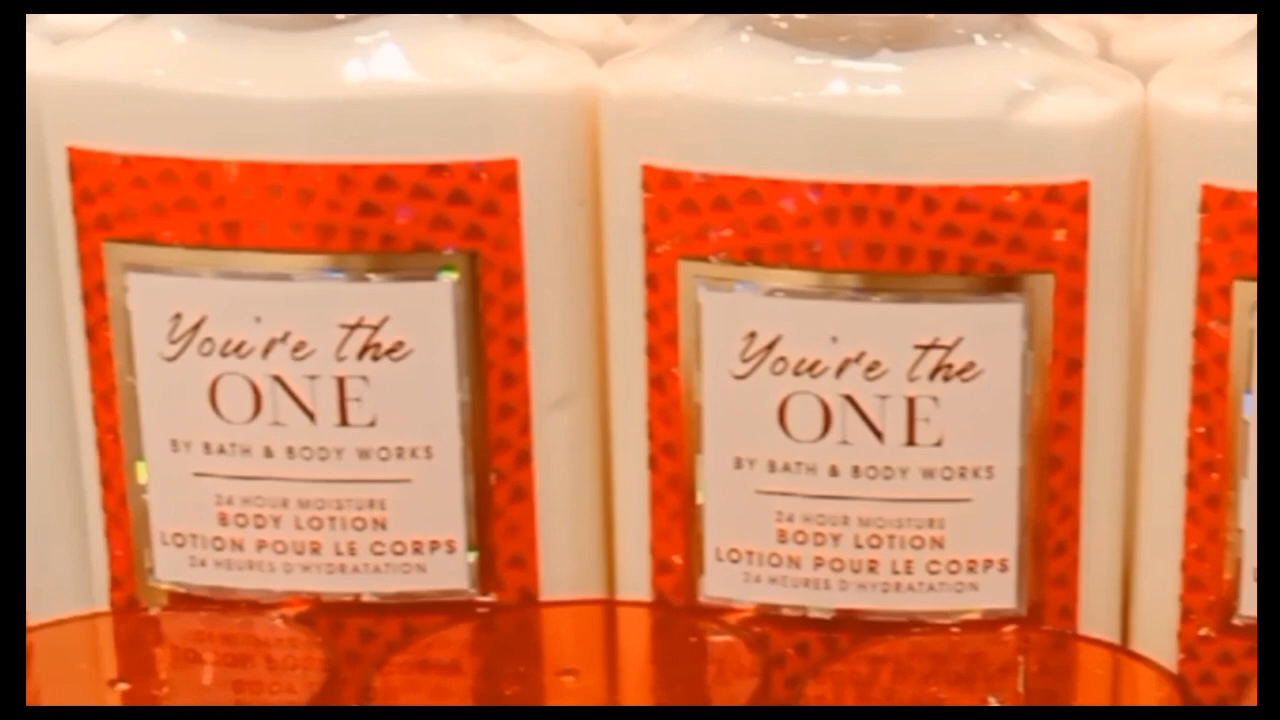 You're the
ONE
BY BATH & BODY WORKS
24 HOUR MOISTURE
BODY LOTION
LOTION POUR LE CORPS
24 HEURES D'HYDRATATION
You're the
ONE
BY BATH & BODY WORKS
24 HOUR MOISTURE
BODY LOTION
LOTION POUR LE CORPS
24 HEURES D'HYDRATATION